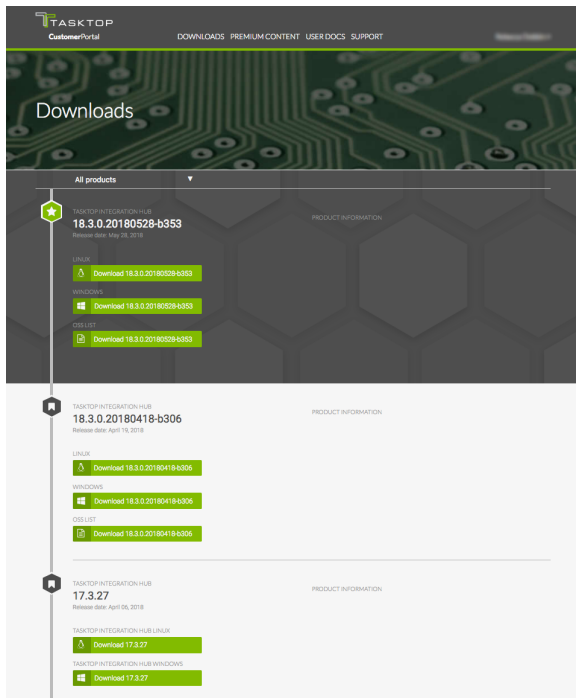 TASKTOP
CustomerPortal
DOWNLOADS PREMIUM CONTENT USER DOCS SUPPORT
Downloads
All products
TASKTOP INTEGRATION HUB
PRODUCT INFORMATION
18.3.0.20180528-b353
Release date: May 28, 2018
LINUX
Download 18.3.0.20180528-b353
WINDOWS
Download 18.3.0.20180528-b353
OSS LIST
Download 18.3.0.20180528-b353
TASKTOP INTEGRATION HUB
PRODUCT INFORMATION
18.3.0.20180418-b306
Release date: April 19, 2018
LINUX
Download 18.3.0.20180418-b306
WINDOWS
Download 18.3.0.20180418-b306
OSS LIST
Download 18.3.0.20180418-b306
TASKTOP INTEGRATION HUB
PRODUCT INFORMATION
17.3.27
Release date: April 06, 2018
TASKTOP INTEGRATION HUB LINUX
Download 17.3.27
TASKTOP INTEGRATION HUB WINDOWS
Download 17.3.27